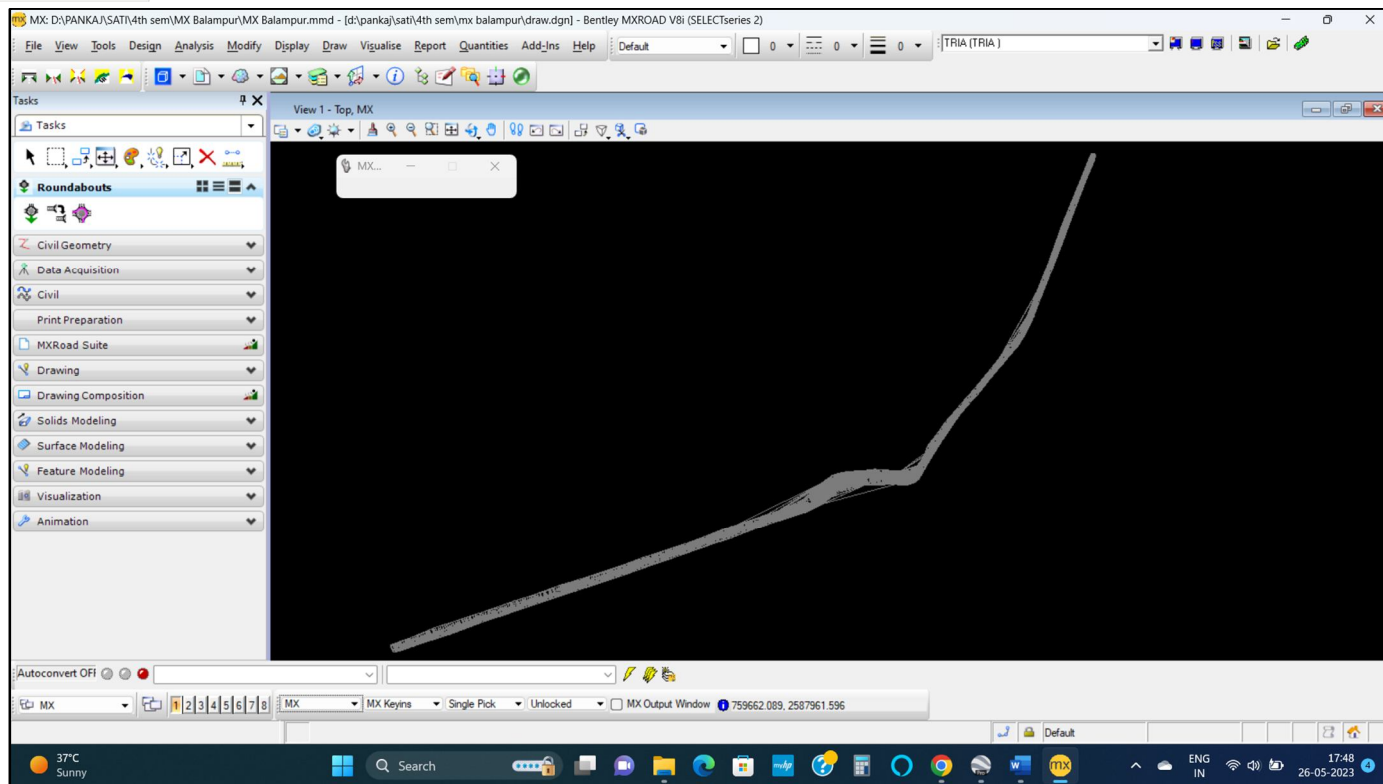 MX: D:\PANKAJ\SATI\4th sem\MX Balampur\MX Balampur.mmd - [d:\pankaj\sati\4th sem\mx balampur\draw.dgn] - Bentley MXROAD V8i (SELECTseries 2)
File View Tools Design Analysis Modify Display Draw Visualise Report Quantities Add-Ins Help Default 0 0 0 TRIA (TRIA )
Tasks
View 1 - Top, MX
Tasks
MX...
Roundabouts
Civil Geometry
Data Acquisition
Civil
Print Preparation
MXRoad Suite
Drawing
Drawing Composition
Solids Modeling
Surface Modeling
Feature Modeling
Visualization
Animation
Autoconvert OFF
MX 1 2 3 4 5 6 7 8 MX MX Keyins Single Pick Unlocked MX Output Window 759662.089, 2587961.596
Default
37°C
Sunny
Search
mx
ENG
IN
17:48
26-05-2023
4